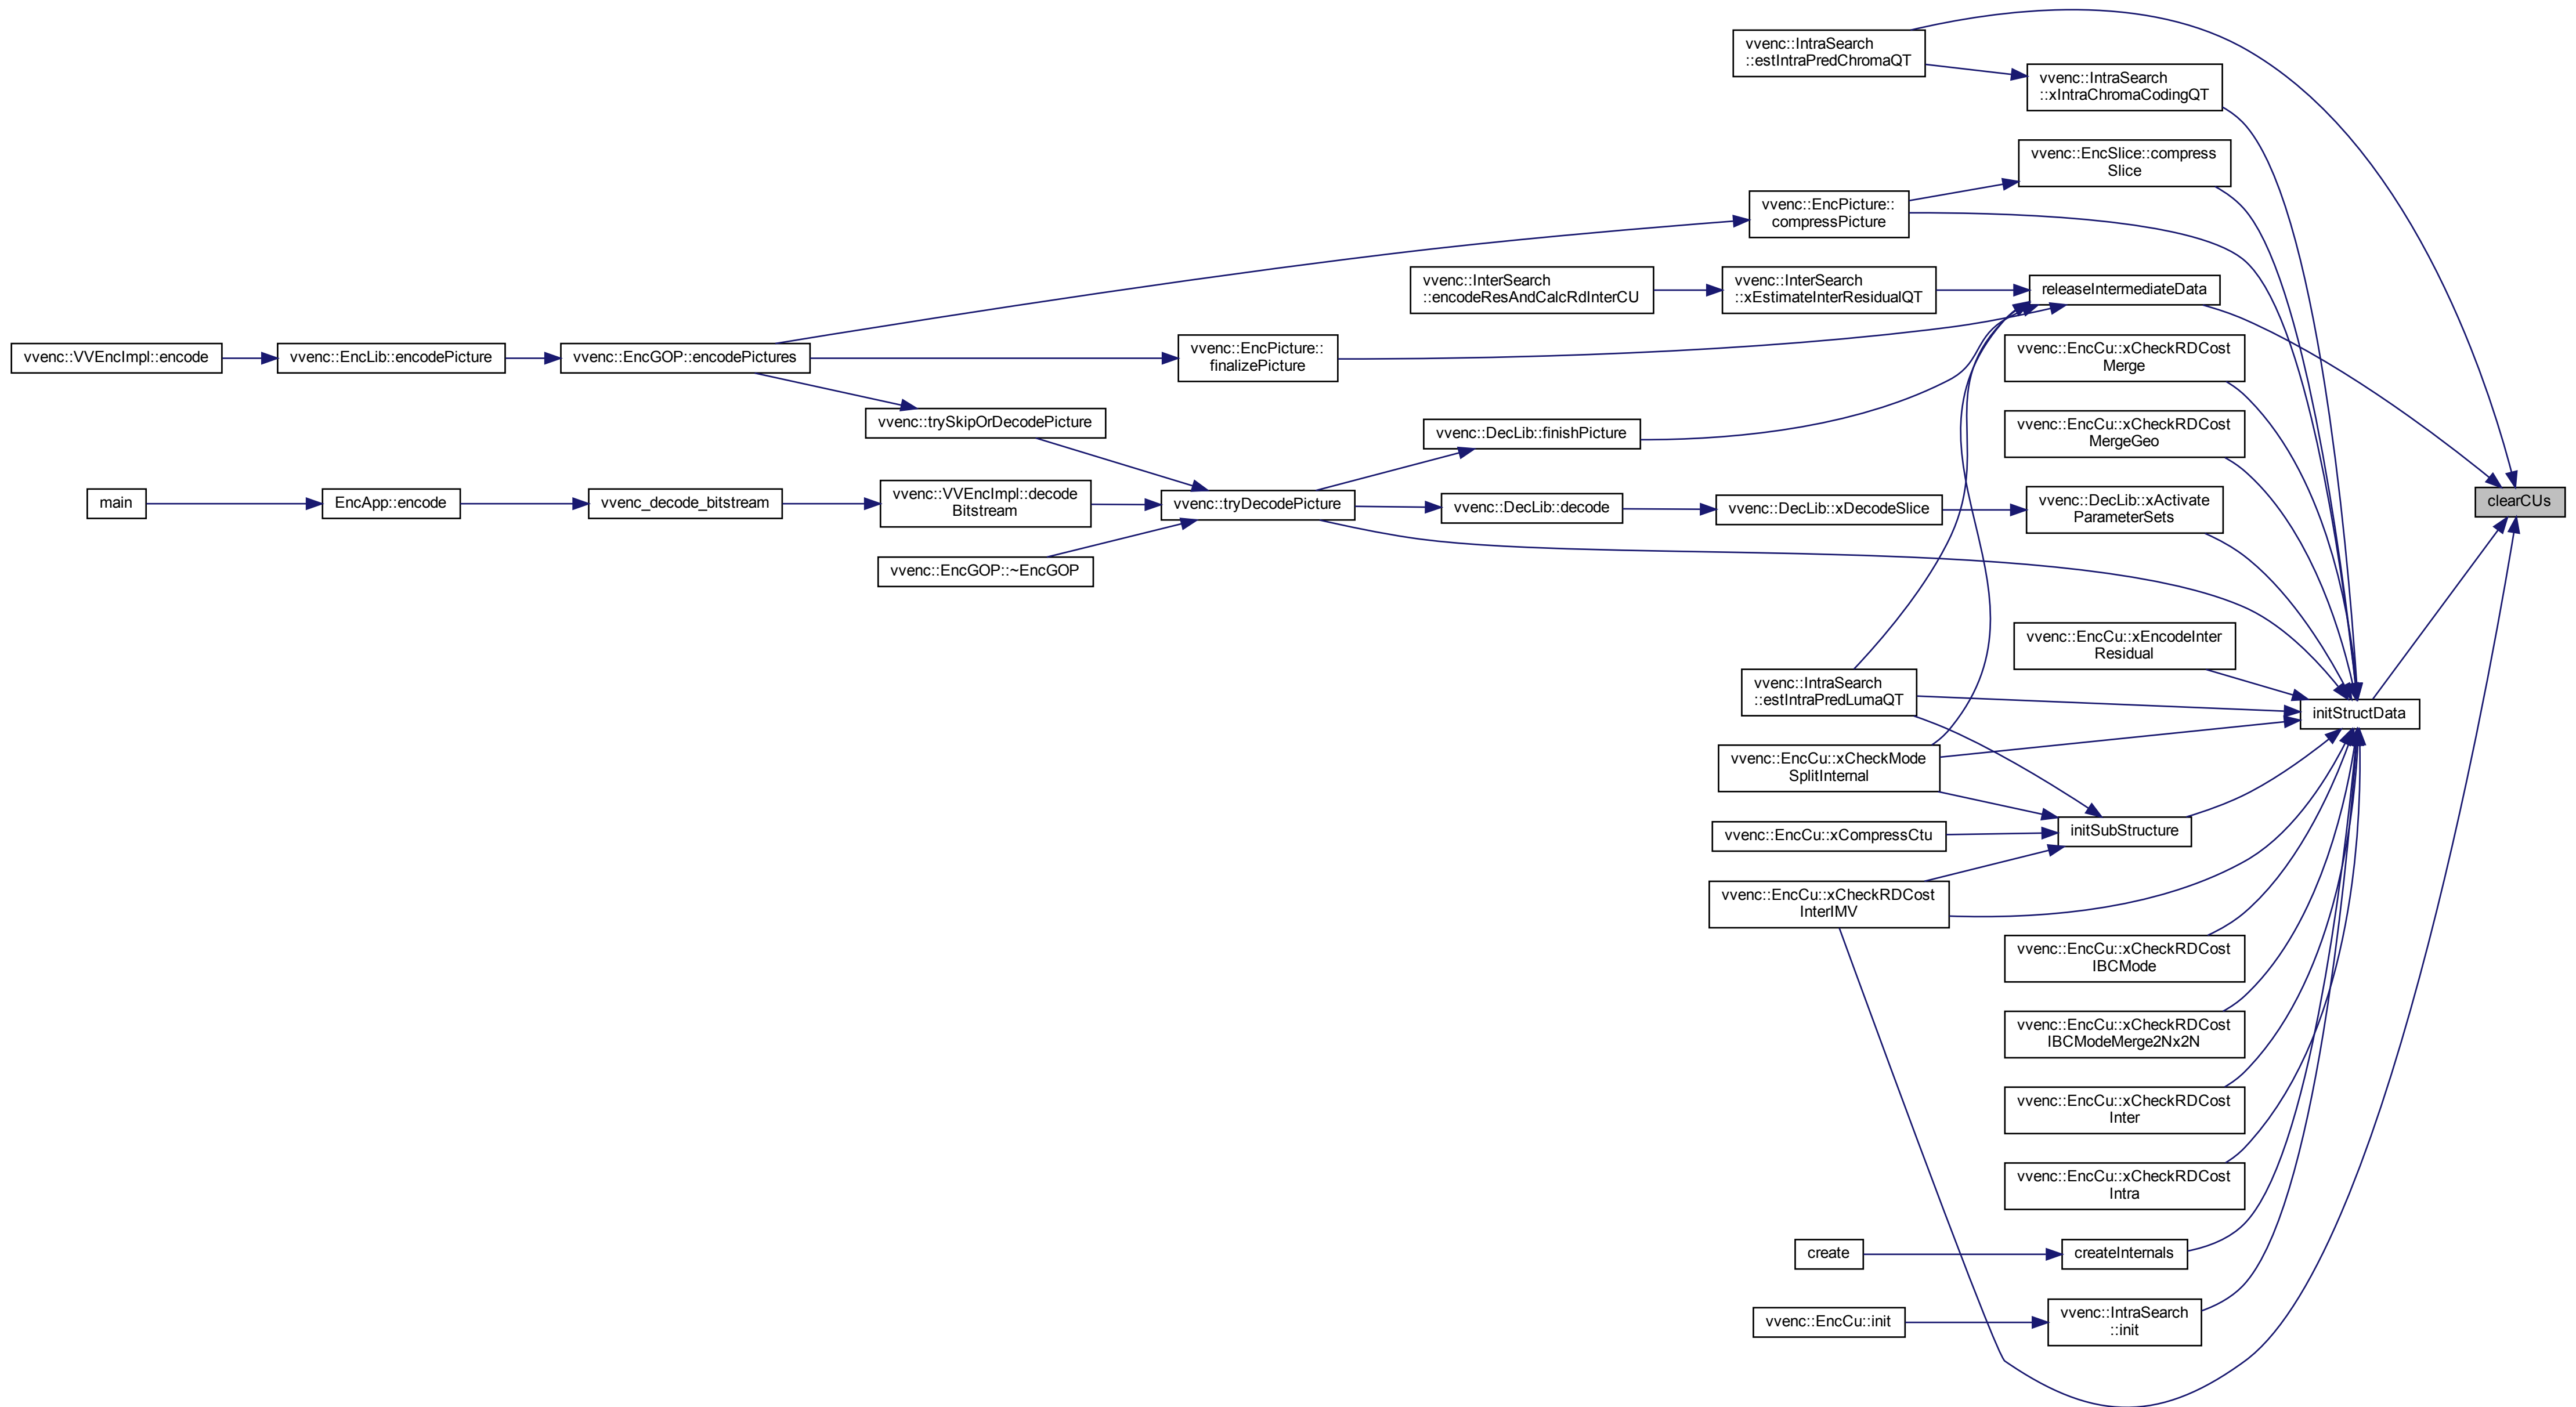 vvenc::IntraSearch
::estIntraPredChromaQT
vvenc::IntraSearch
::xIntraChromaCodingQT
vvenc::EncSlice::compress
Slice
vvenc::EncPicture::
compressPicture
vvenc::InterSearch
::encodeResAndCalcRdInterCU
vvenc::InterSearch
::xEstimateInterResidualQT
releaseIntermediateData
vvenc::VVEncImpl::encode
vvenc::EncLib::encodePicture
vvenc::EncGOP::encodePictures
vvenc::EncPicture::
finalizePicture
vvenc::EncCu::xCheckRDCost
Merge
vvenc::trySkipOrDecodePicture
vvenc::DecLib::finishPicture
vvenc::EncCu::xCheckRDCost
MergeGeo
main
EncApp::encode
vvenc_decode_bitstream
vvenc::VVEncImpl::decode
Bitstream
vvenc::tryDecodePicture
vvenc::DecLib::decode
vvenc::DecLib::xDecodeSlice
vvenc::DecLib::xActivate
ParameterSets
clearCUs
vvenc::EncGOP::~EncGOP
vvenc::EncCu::xEncodeInter
Residual
vvenc::IntraSearch
::estIntraPredLumaQT
initStructData
vvenc::EncCu::xCheckMode
SplitInternal
vvenc::EncCu::xCompressCtu
initSubStructure
vvenc::EncCu::xCheckRDCost
InterIMV
vvenc::EncCu::xCheckRDCost
IBCMode
vvenc::EncCu::xCheckRDCost
IBCModeMerge2Nx2N
vvenc::EncCu::xCheckRDCost
Inter
vvenc::EncCu::xCheckRDCost
Intra
create
createInternals
vvenc::EncCu::init
vvenc::IntraSearch
::init